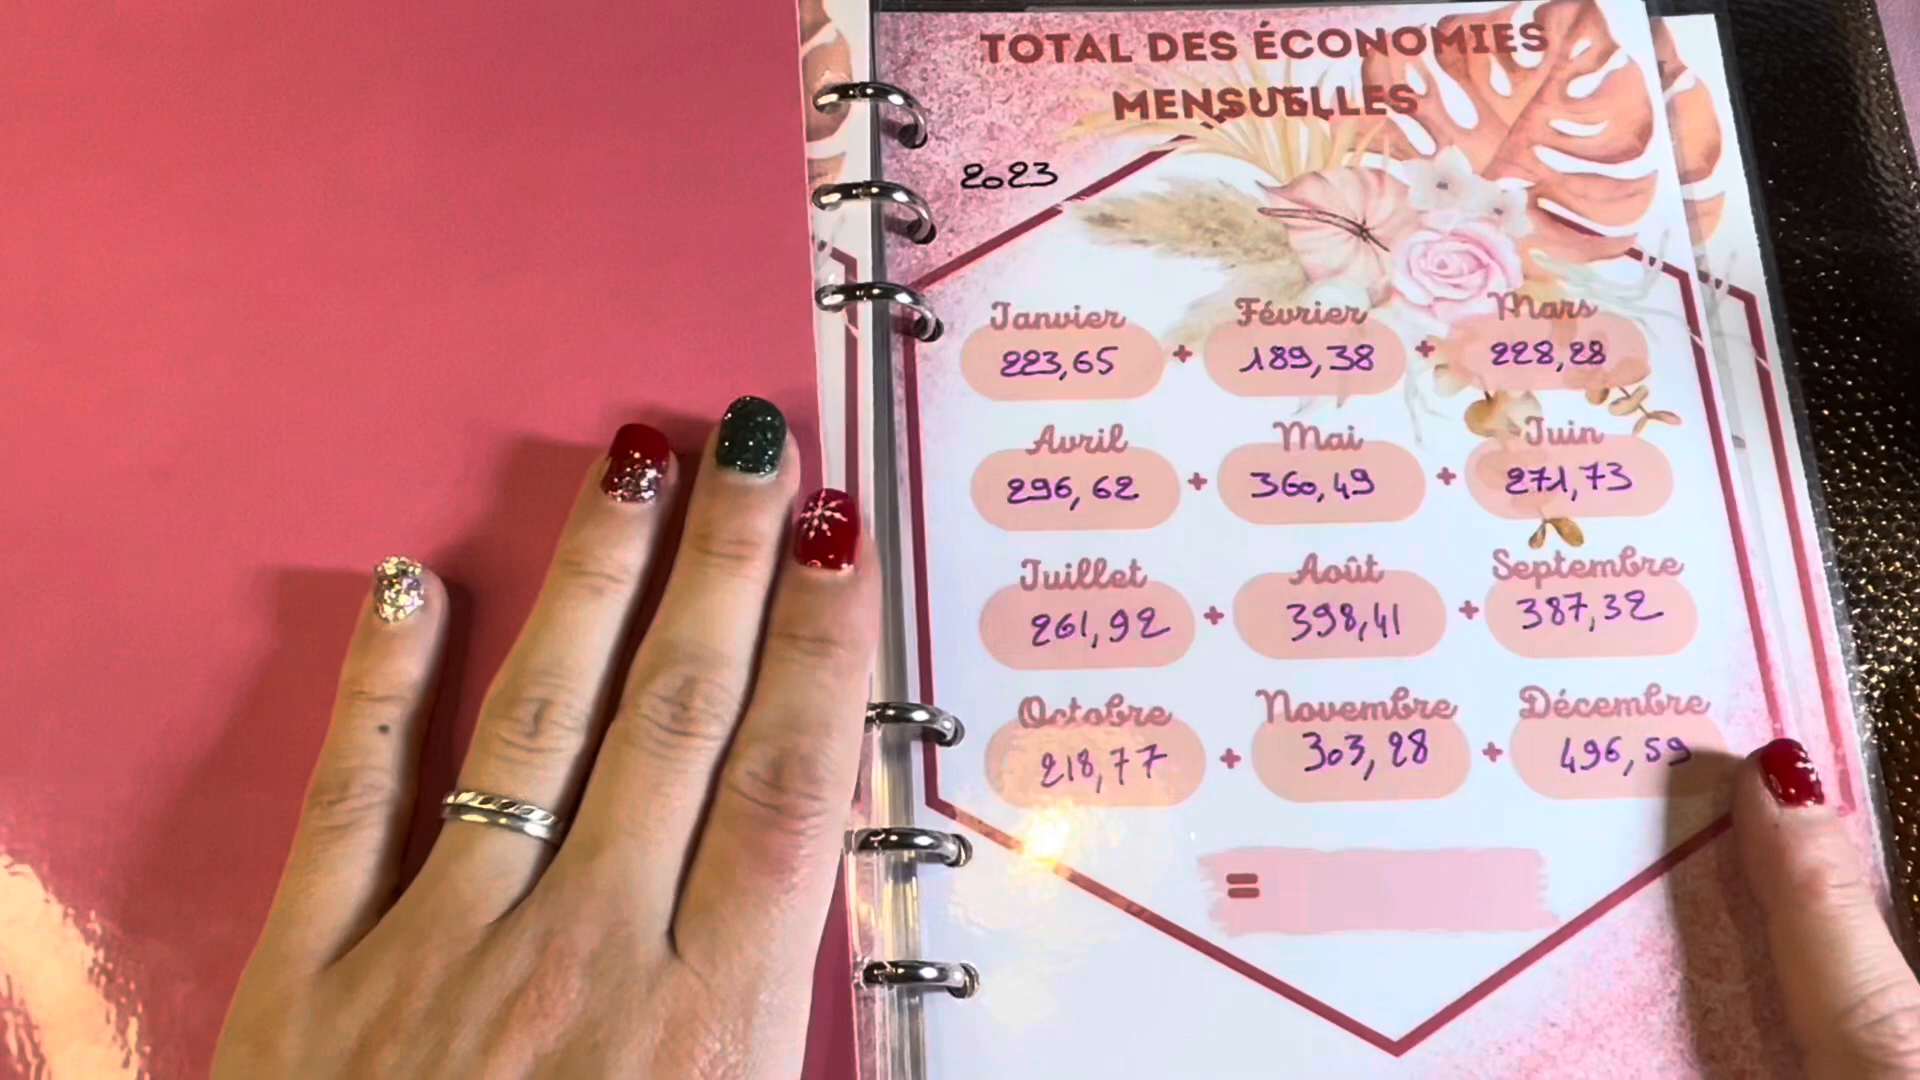 TOTAL DES ÉCONOMIES
MENSUELLES
2023
Janvier Février Mars
223,65 + 189,38 + 228,28
Avril Mai Juin
296,62 + 360,49 + 271,73
Juillet Août Septembre
261,92 + 398,41 + 387,32
Octobre Novembre Décembre
218,77 + 303,28 + 496,59
=